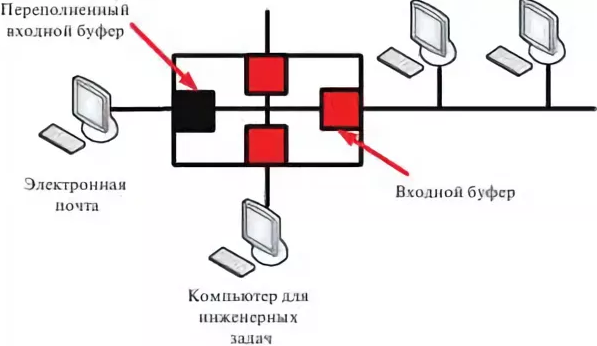 Переполненный
входной буфер
Электронная
почта
Входной буфер
Компьютер для
инженерных
задач